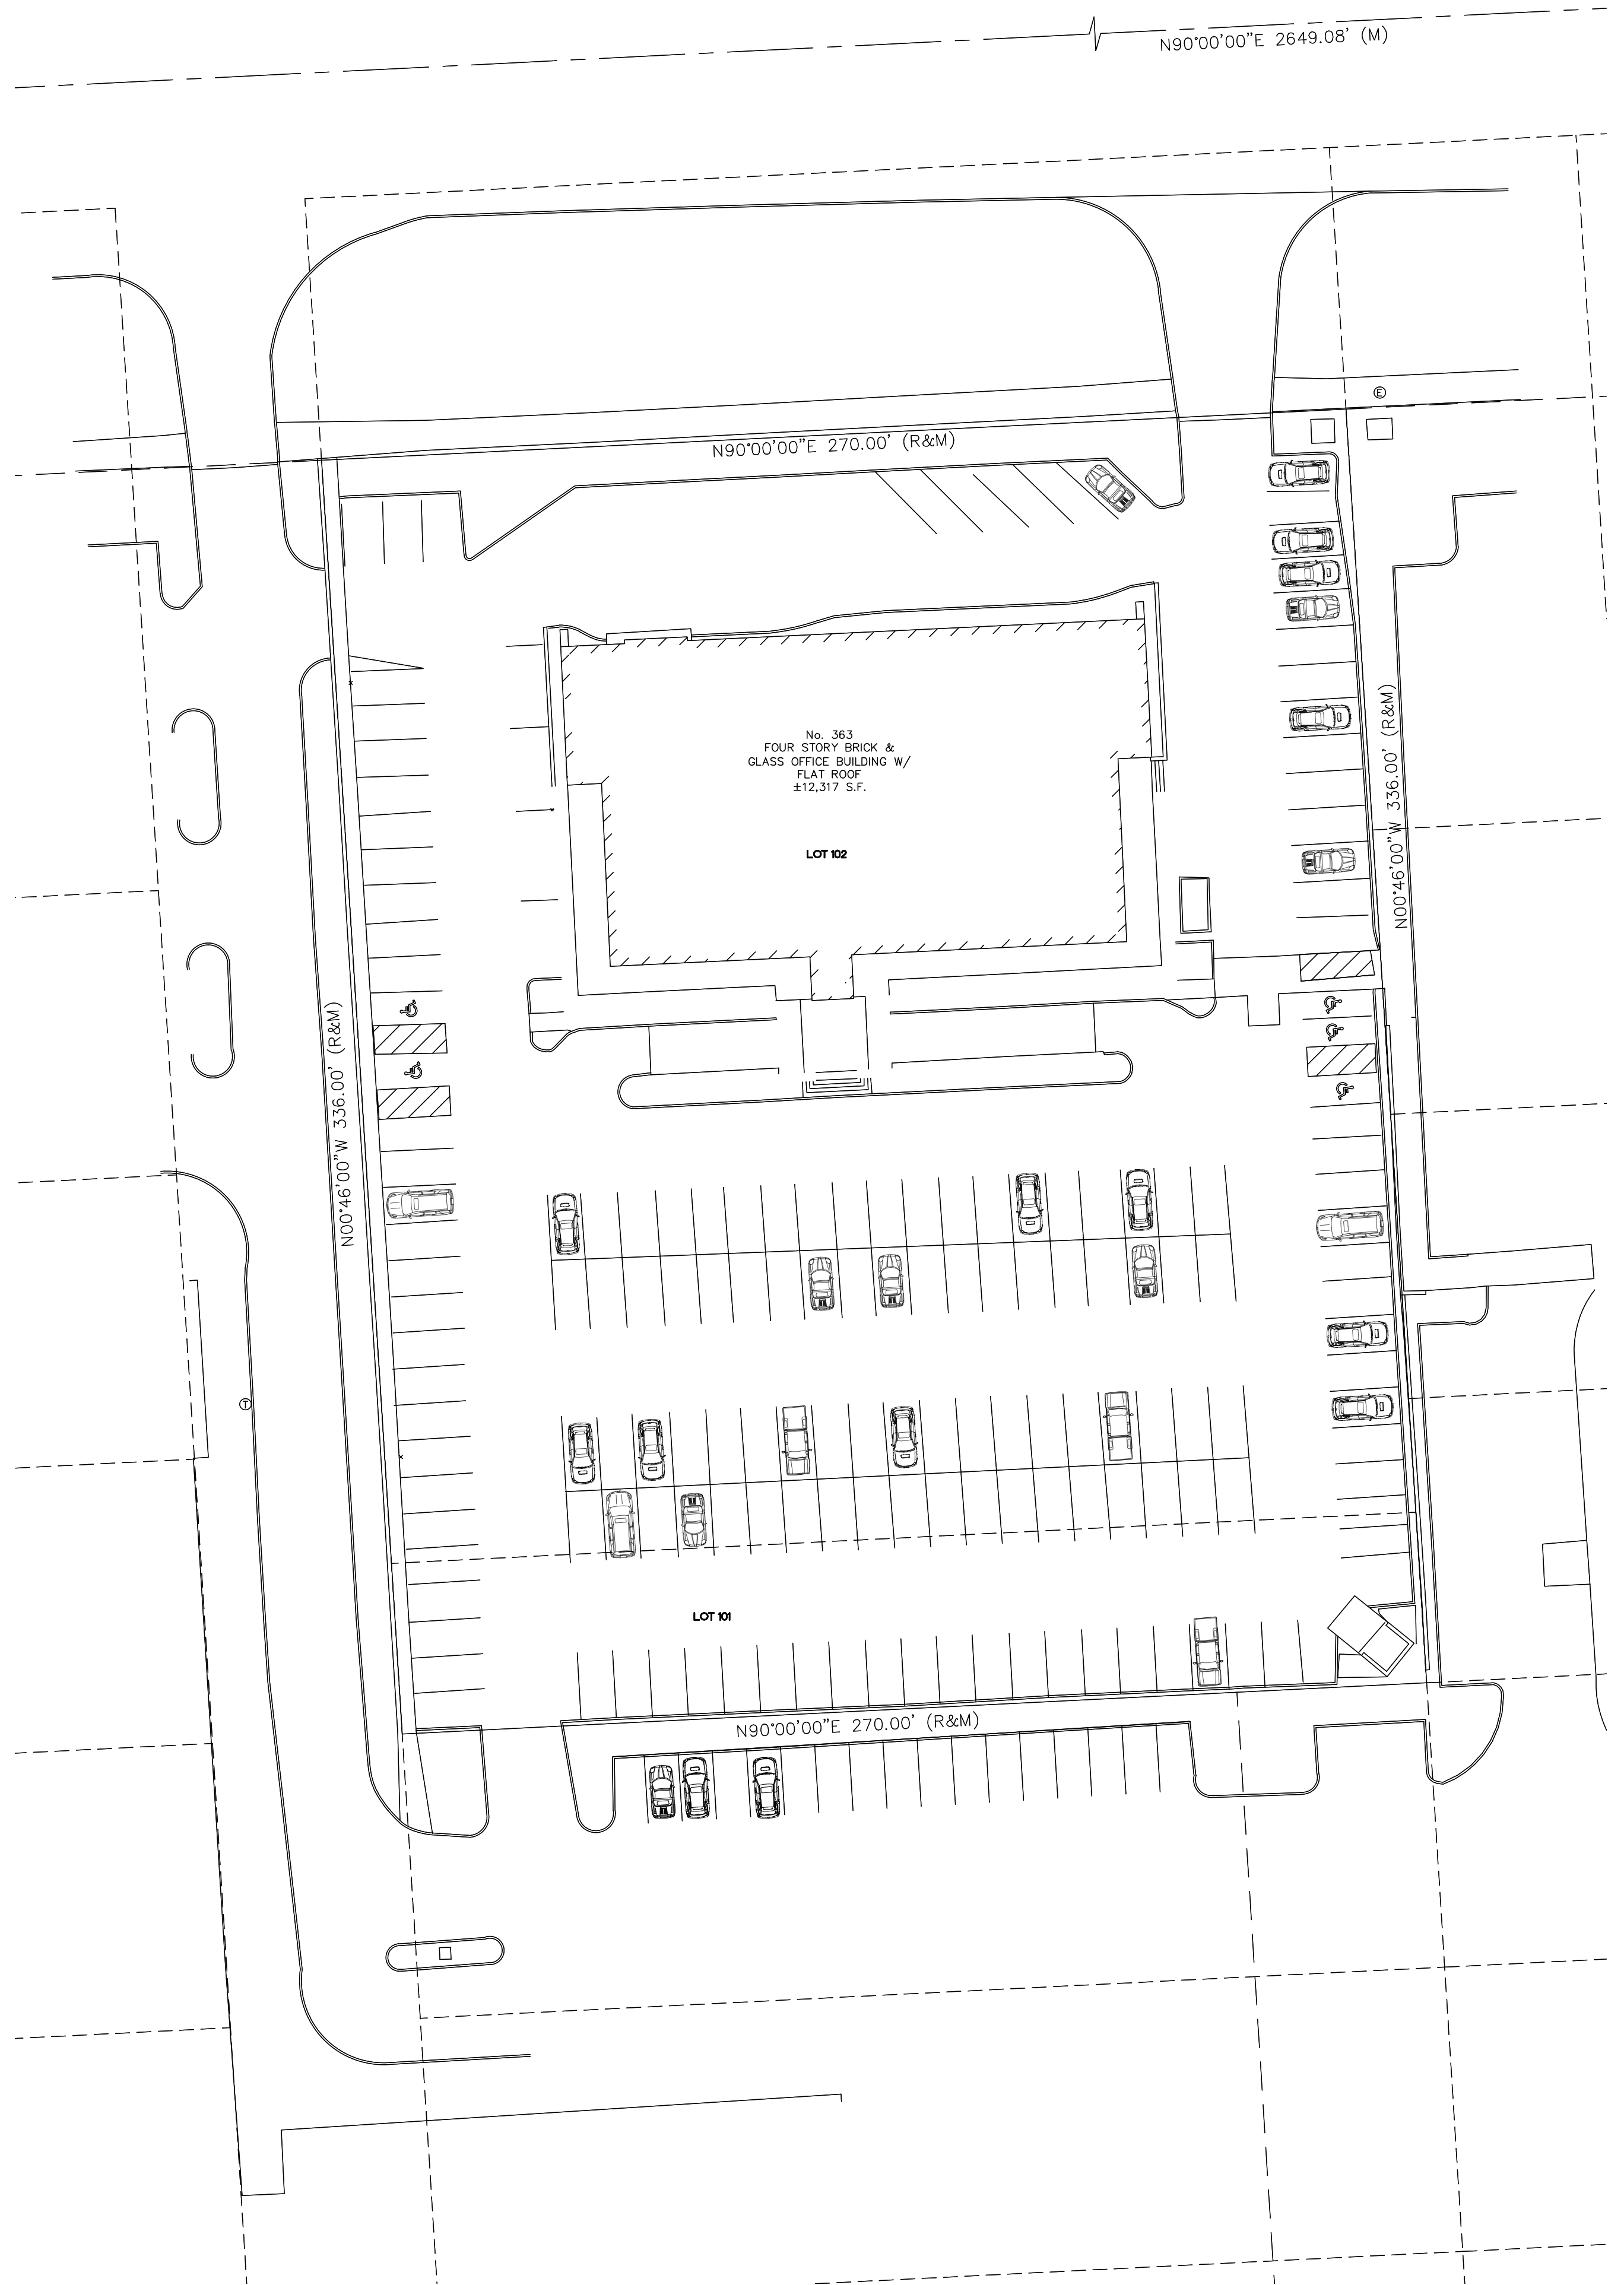 N90°00'00"E 2649.08' (M)
N90°00'00"E 270.00' (R&M)
E
N00°46'00"W 336.00' (R&M)
No. 363
FOUR STORY BRICK &
GLASS OFFICE BUILDING W/
FLAT ROOF
±12,317 S.F.
LOT 102
N00°46'00"W 336.00' (R&M)
T
LOT 101
N90°00'00"E 270.00' (R&M)